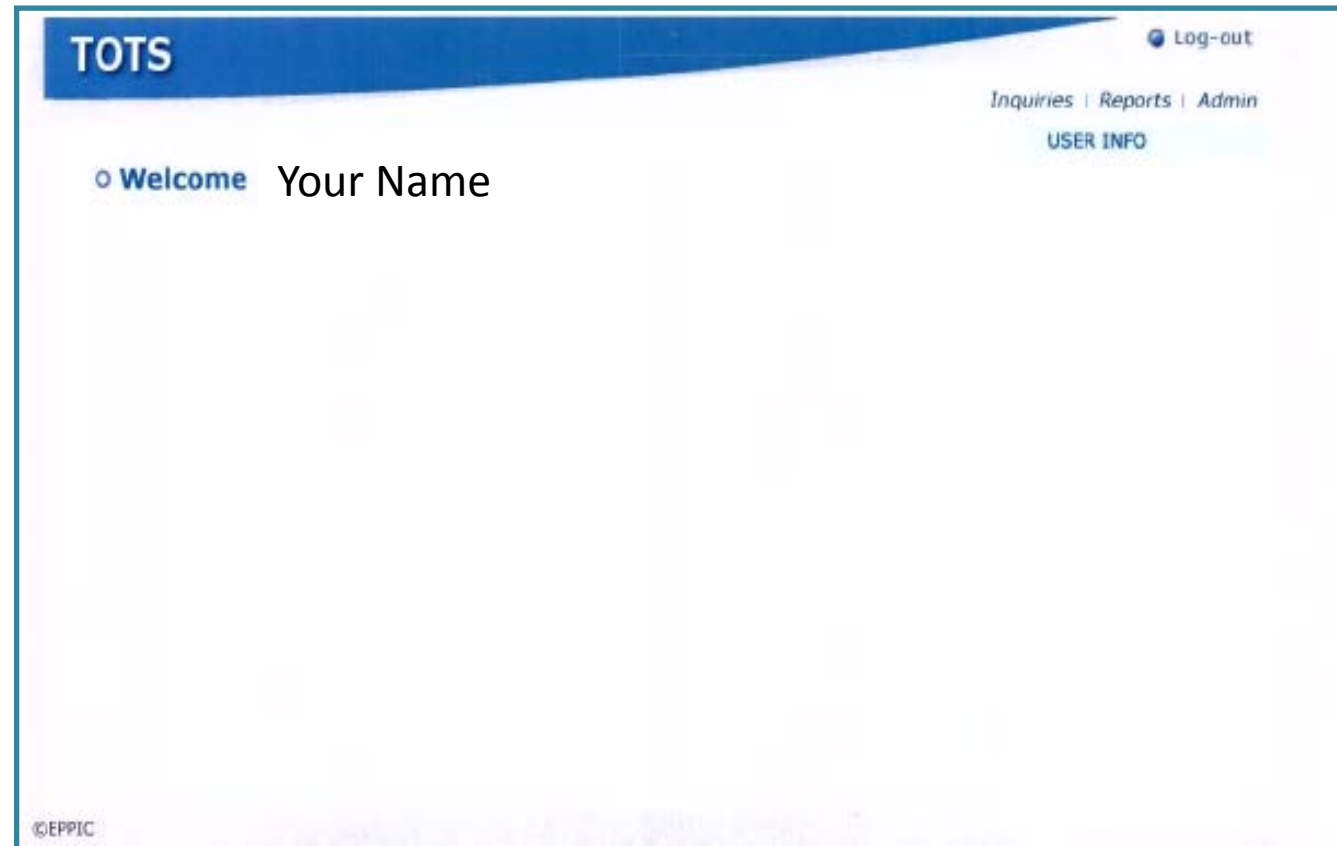 TOTS
Log-out
Inquiries | Reports | Admin
USER INFO
Welcome Your Name
©EPPIC